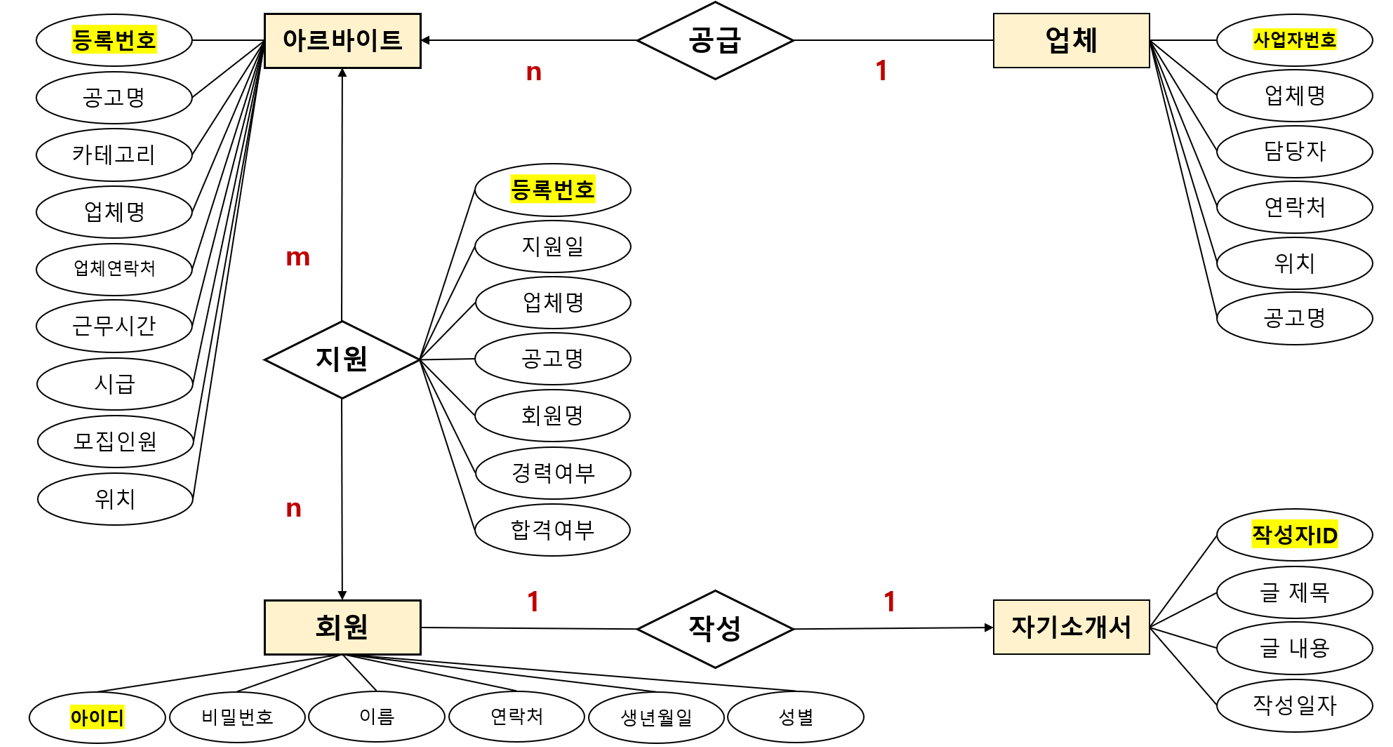 등록번호
공고명
카테고리
업체명
업체연락처
근무시간
시급
모집인원
위치
아르바이트
n
공급
1
업체
사업자번호
업체명
담당자
연락처
위치
공고명
m
지원
n
등록번호
지원일
업체명
공고명
회원명
경력여부
합격여부
회원
1
작성
1
자기소개서
작성자ID
글 제목
글 내용
작성일자
아이디
비밀번호
이름
연락처
생년월일
성별